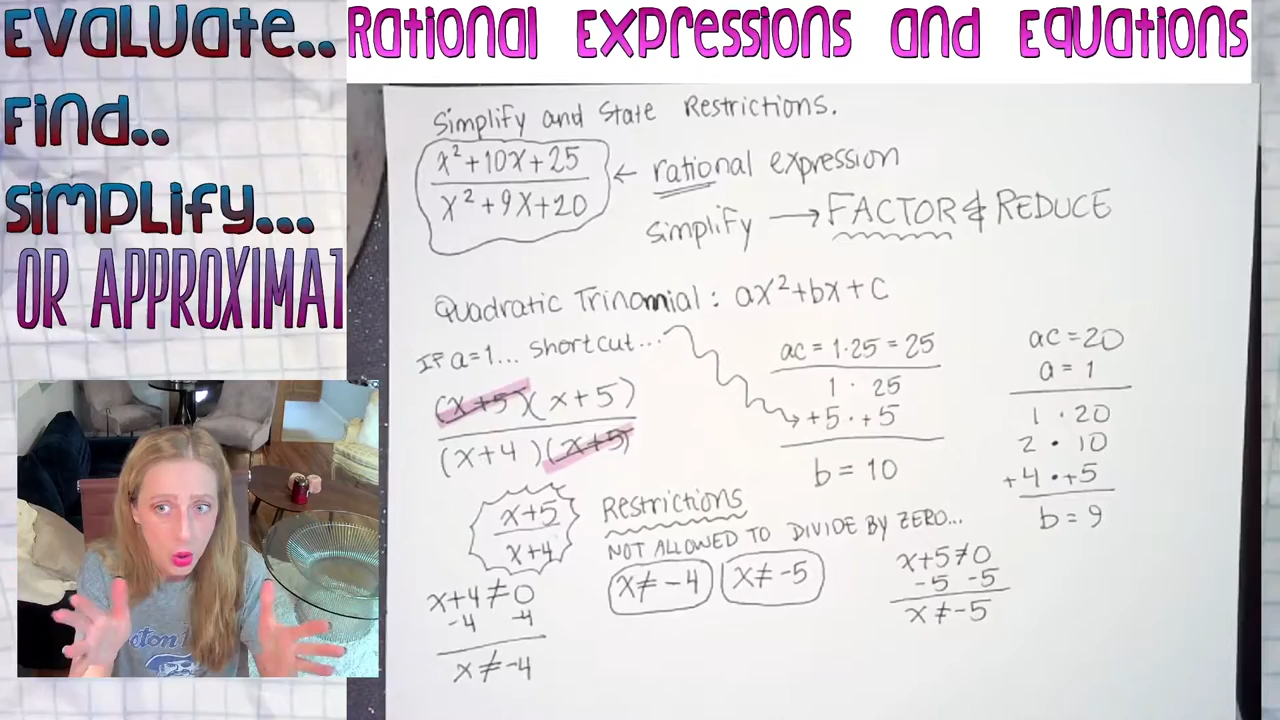 Evaluate..
Find..
Simplify...
OR APPROXIMAT
Rational Expressions and Equations
Simplify and State Restrictions.
x²+10x+25
x²+9x+20
← rational expression
simplify → FACTOR & REDUCE
Quadratic Trinomial: ax²+bx+c
IF a=1... shortcut...
(x+5)(x+5)
(x+4)(x+5)
x+5
x+4
x+4≠0
-4 -4
x≠-4
ac = 1·25 = 25
1 · 25
+5 · +5
b = 10
ac = 20
a = 1
1 · 20
2 · 10
+4 · +5
b = 9
Restrictions
NOT ALLOWED TO DIVIDE BY ZERO...
x≠-4 x≠-5
x+5≠0
-5 -5
x≠-5